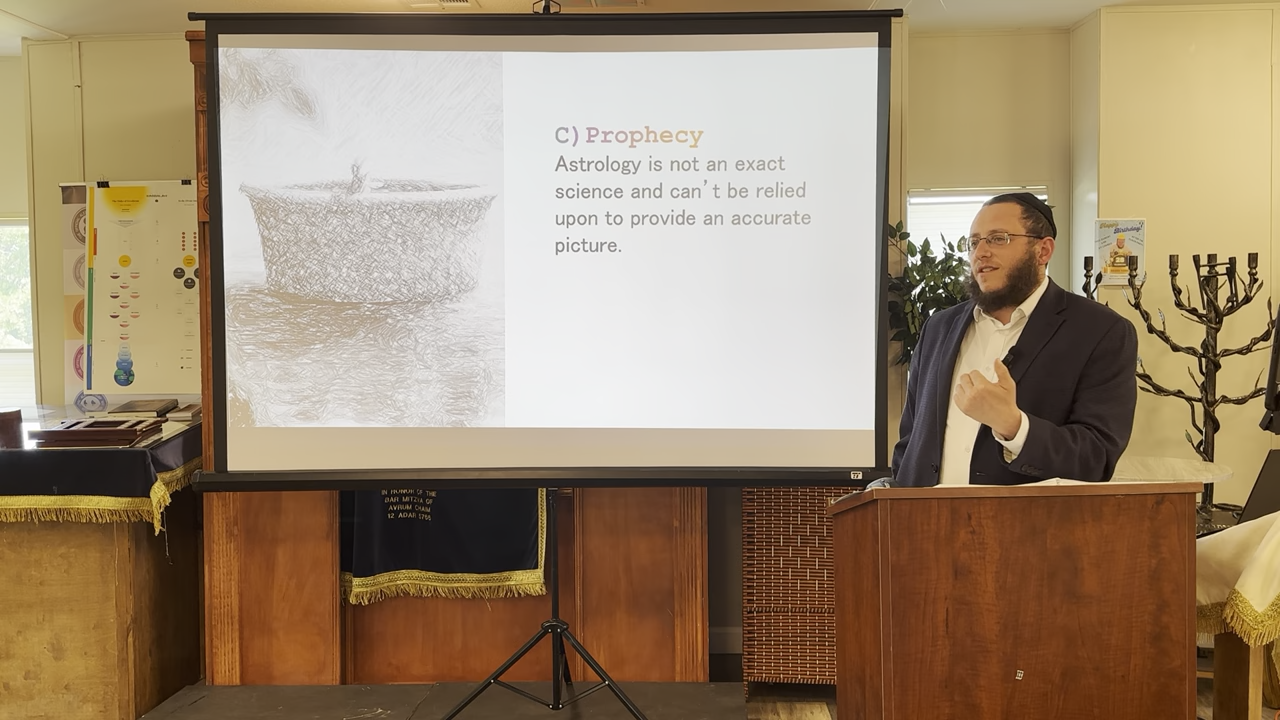 C) Prophecy
Astrology is not an exact
science and can't be relied
upon to provide an accurate
picture.
IN HONOR OF THE
BAR MITZVA OF
AVRUM CHAIM
12 ADAR 5766
Happy
Birthday!